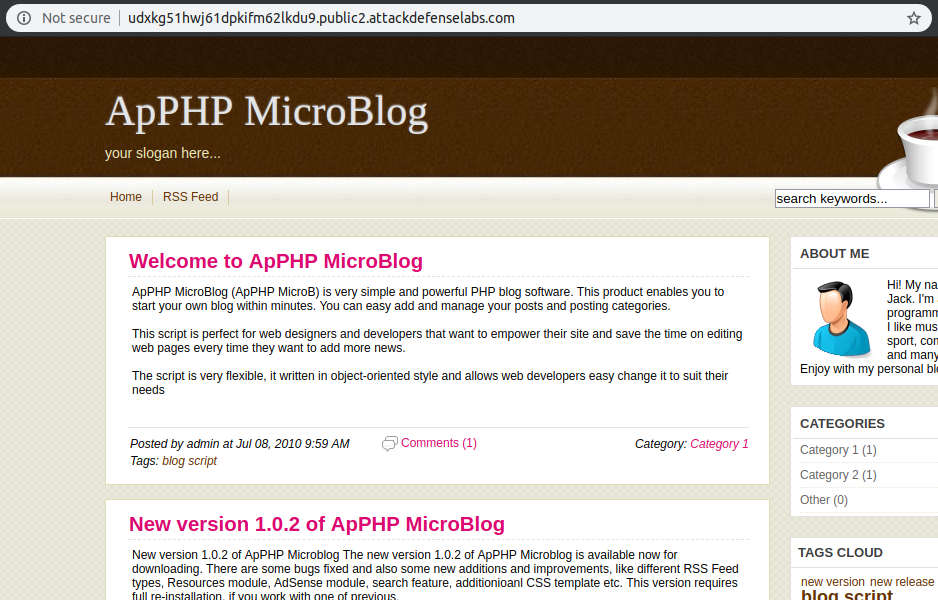 Not secure | udxkg51hwj61dpkifm62lkdu9.public2.attackdefenselabs.com
ApPHP MicroBlog
your slogan here...
Home
RSS Feed
search keywords...
Welcome to ApPHP MicroBlog
ApPHP MicroBlog (ApPHP MicroB) is very simple and powerful PHP blog software. This product enables you to
start your own blog within minutes. You can easy add and manage your posts and posting categories.
This script is perfect for web designers and developers that want to empower their site and save the time on editing
web pages every time they want to add more news.
The script is very flexible, it written in object-oriented style and allows web developers easy change it to suit their
needs
Posted by admin at Jul 08, 2010 9:59 AM
Comments (1)
Category: Category 1
Tags: blog script
New version 1.0.2 of ApPHP MicroBlog
New version 1.0.2 of ApPHP Microblog The new version 1.0.2 of ApPHP Microblog is available now for
downloading. There are some bugs fixed and also some new additions and improvements, like different RSS Feed
types, Resources module, AdSense module, search feature, additionoanl CSS template etc. This version requires
full re-installation, if you work with one of previous.
ABOUT ME
Hi! My na
Jack. I'm
programm
I like mus
sport, con
and many
Enjoy with my personal blo
CATEGORIES
Category 1 (1)
Category 2 (1)
Other (0)
TAGS CLOUD
new version new release
blog script